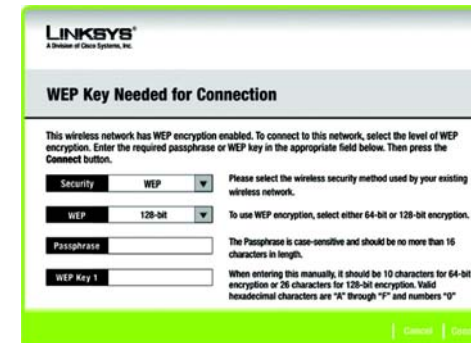 LINKSYS®
A Division of Cisco Systems, Inc.
WEP Key Needed for Connection
This wireless network has WEP encryption enabled. To connect to this network, select the level of WEP
encryption. Enter the required passphrase or WEP key in the appropriate field below. Then press the
Connect button.
Security WEP
Please select the wireless security method used by your existing
wireless network.
WEP 128-bit
To use WEP encryption, select either 64-bit or 128-bit encryption.
Passphrase
The Passphrase is case-sensitive and should be no more than 16
characters in length.
WEP Key 1
When entering this manually, it should be 10 characters for 64-bit
encryption or 26 characters for 128-bit encryption. Valid
hexadecimal characters are "A" through "F" and numbers "0"
Cancel